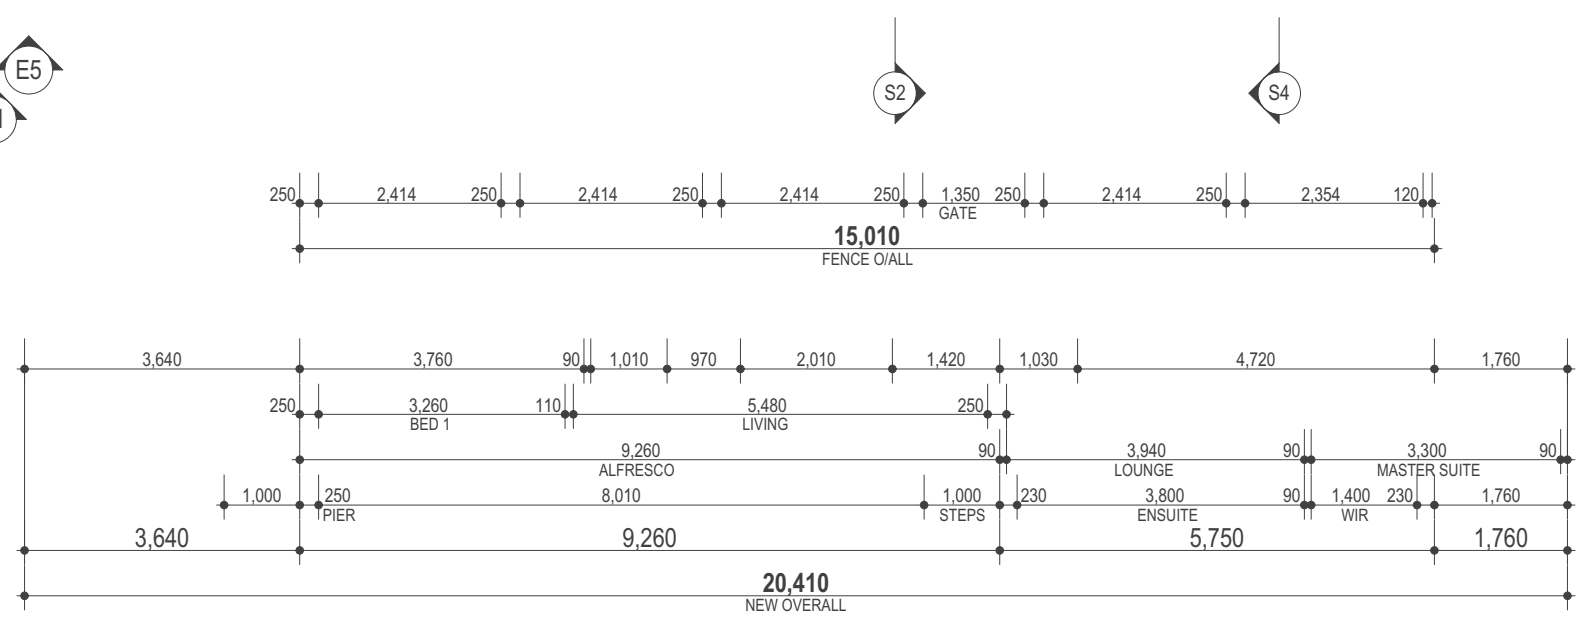 E5
S2
S4
250 2,414 250 2,414 250 2,414 250 1,350 250 2,414 250 2,354 120
GATE
15,010
FENCE O/ALL
3,640 3,760 90 1,010 970 2,010 1,420 1,030 4,720 1,760
250 3,260 110 5,480 250
BED 1 LIVING
9,260 90 3,940 90 3,300 90
ALFRESCO LOUNGE MASTER SUITE
1,000 250 8,010 1,000 230 3,800 90 1,400 230 1,760
PIER STEPS ENSUITE WIR
3,640 9,260 5,750 1,760
20,410
NEW OVERALL